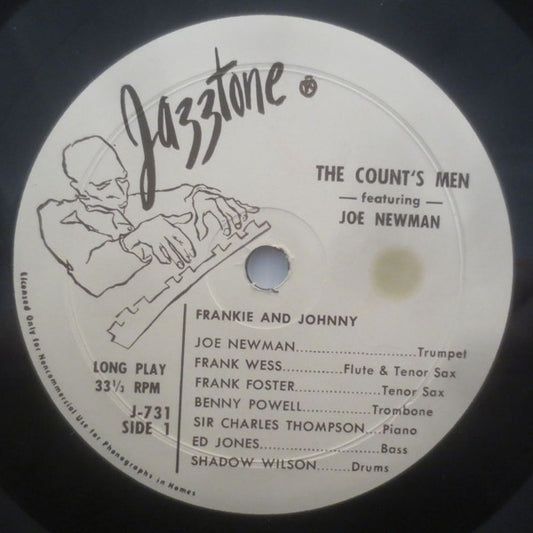 Jazztone ®
THE COUNT'S MEN
— featuring —
JOE NEWMAN
FRANKIE AND JOHNNY
JOE NEWMAN......................Trumpet
FRANK WESS...........Flute & Tenor Sax
FRANK FOSTER................Tenor Sax
BENNY POWELL.............Trombone
SIR CHARLES THOMPSON....Piano
ED JONES......................Bass
SHADOW WILSON.......Drums
LONG PLAY
33⅓ RPM
J-731
SIDE 1
Licensed Only for Noncommercial Use for Phonographs in Homes